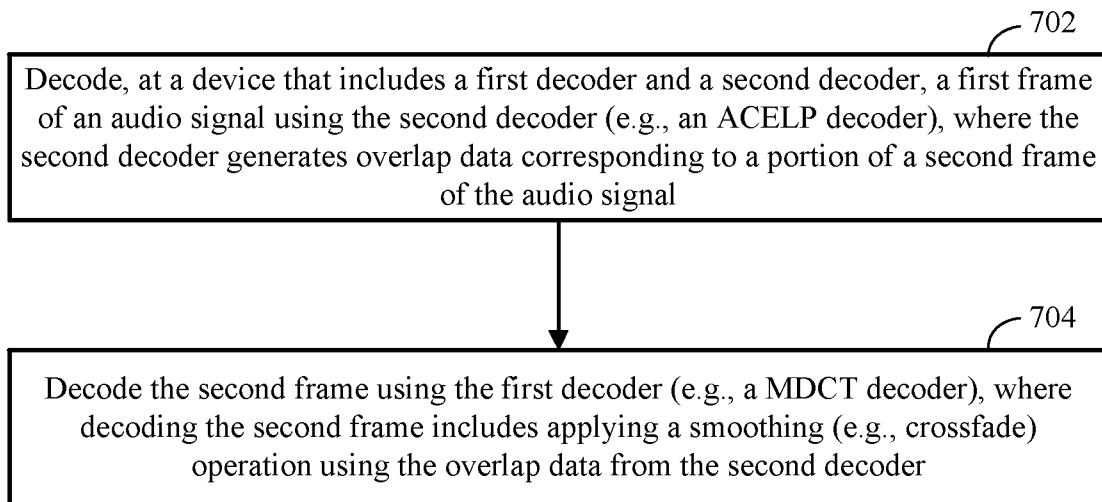 702
Decode, at a device that includes a first decoder and a second decoder, a first frame
of an audio signal using the second decoder (e.g., an ACELP decoder), where the
second decoder generates overlap data corresponding to a portion of a second frame
of the audio signal
704
Decode the second frame using the first decoder (e.g., a MDCT decoder), where
decoding the second frame includes applying a smoothing (e.g., crossfade)
operation using the overlap data from the second decoder